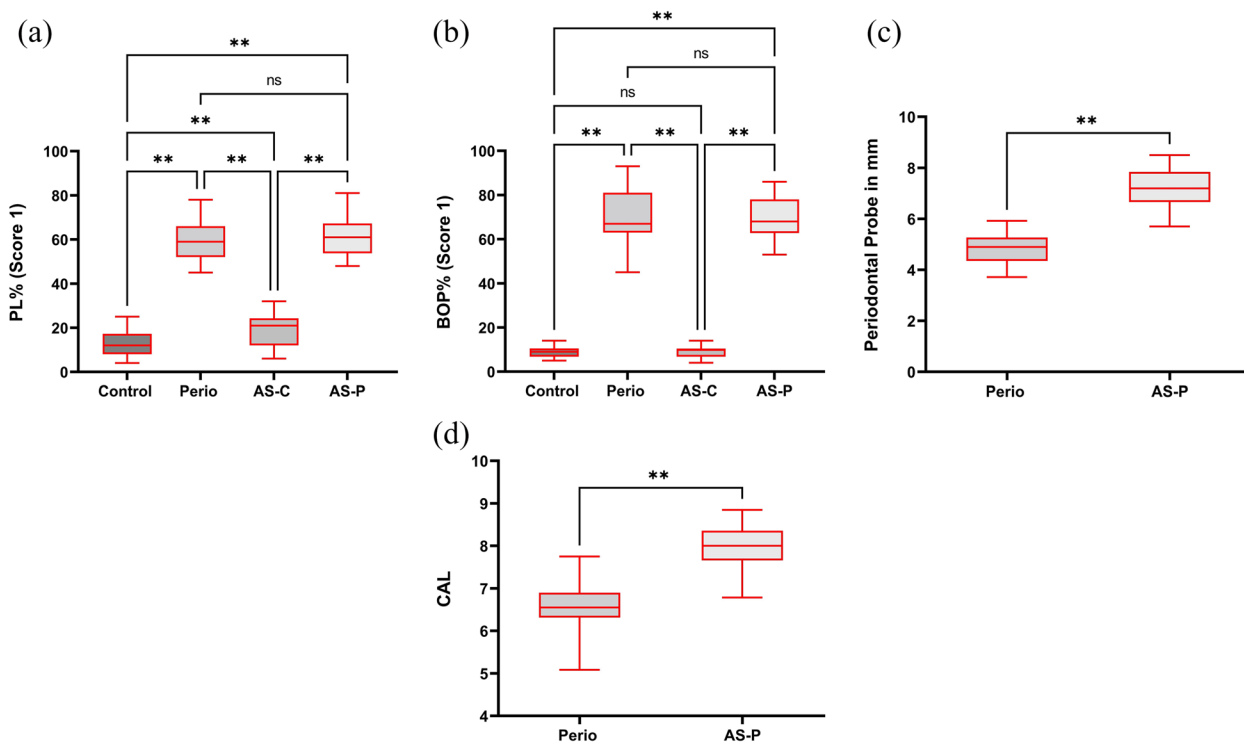 (a)
**
ns
**
** ** **
PL% (Score 1)
100
80
60
40
20
0
Control Perio AS-C AS-P
(b)
**
ns
ns
** ** **
BOP% (Score 1)
100
80
60
40
20
0
Control Perio AS-C AS-P
(c)
**
Periodontal Probe in mm
10
8
6
4
2
0
Perio AS-P
(d)
**
CAL
10
9
8
7
6
5
4
Perio AS-P